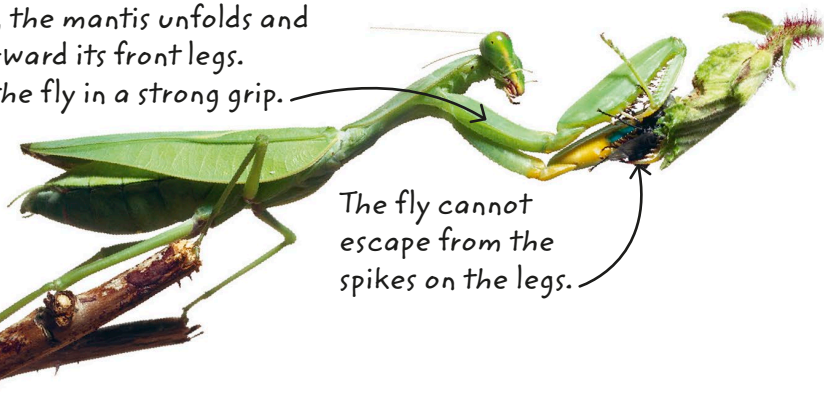 the mantis unfolds and
ward its front legs.
the fly in a strong grip.
The fly cannot
escape from the
spikes on the legs.